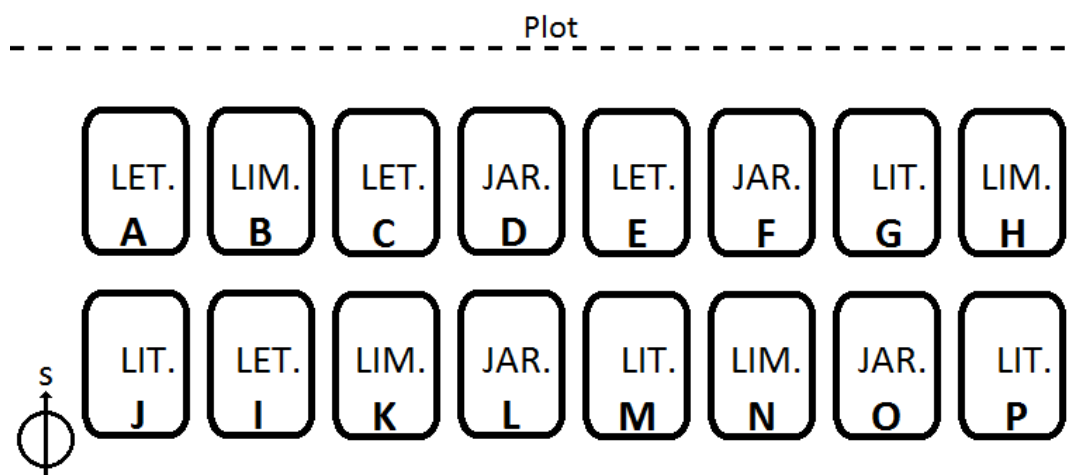 Plot
LET. LIM. LET. JAR. LET. JAR. LIT. LIM.
A B C D E F G H
LIT. LET. LIM. JAR. LIT. LIM. JAR. LIT.
J I K L M N O P
s